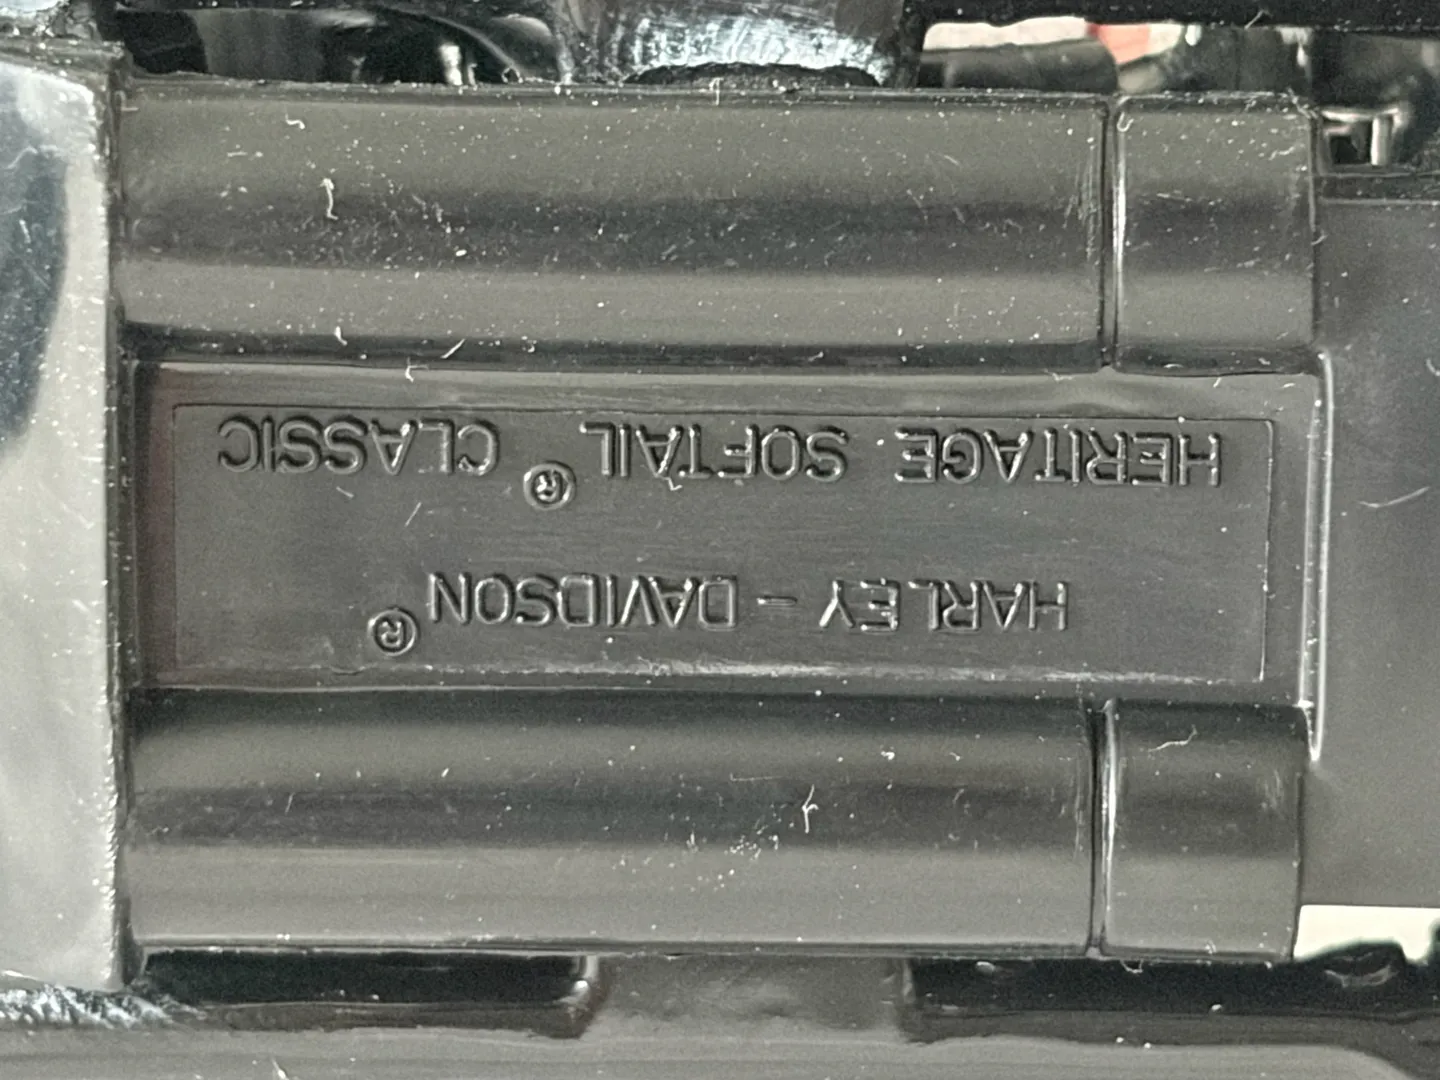 HARLEY - DAVIDSON®
HERITAGE SOFTAIL® CLASSIC